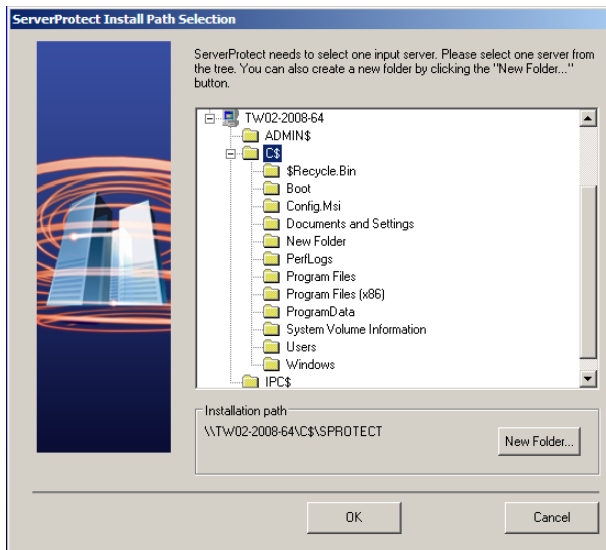 ServerProtect Install Path Selection
ServerProtect needs to select one input server. Please select one server from
the tree. You can also create a new folder by clicking the "New Folder..."
button.
TW02-2008-64
ADMIN$
C$
$Recycle.Bin
Boot
Config.Msi
Documents and Settings
New Folder
PerfLogs
Program Files
Program Files (x86)
ProgramData
System Volume Information
Users
Windows
IPC$
Installation path
\\TW02-2008-64\C$\SPROTECT
New Folder...
OK
Cancel